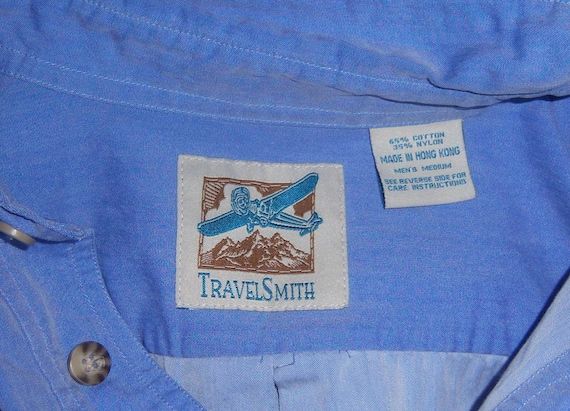 65% COTTON
35% NYLON
MADE IN HONG KONG
MEN'S MEDIUM
SEE REVERSE SIDE FOR
CARE INSTRUCTIONS
TRAVELSMITH